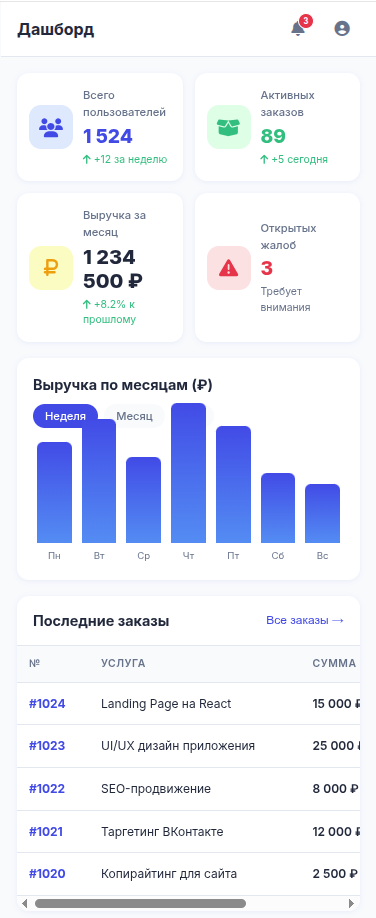 Дашборд
3
Всего
пользователей
1 524
+12 за неделю
Активных
заказов
89
+5 сегодня
Выручка за
месяц
1 234
500 ₽
+8.2% к
прошлому
Открытых
жалоб
3
Требует
внимания
Выручка по месяцам (₽)
Неделя Месяц
Пн Вт Ср Чт Пт Сб Вс
Последние заказы Все заказы →
№ УСЛУГА СУММА
#1024 Landing Page на React 15 000 ₽
#1023 UI/UX дизайн приложения 25 000 ₽
#1022 SEO-продвижение 8 000 ₽
#1021 Таргетинг ВКонтакте 12 000 ₽
#1020 Копирайтинг для сайта 2 500 ₽